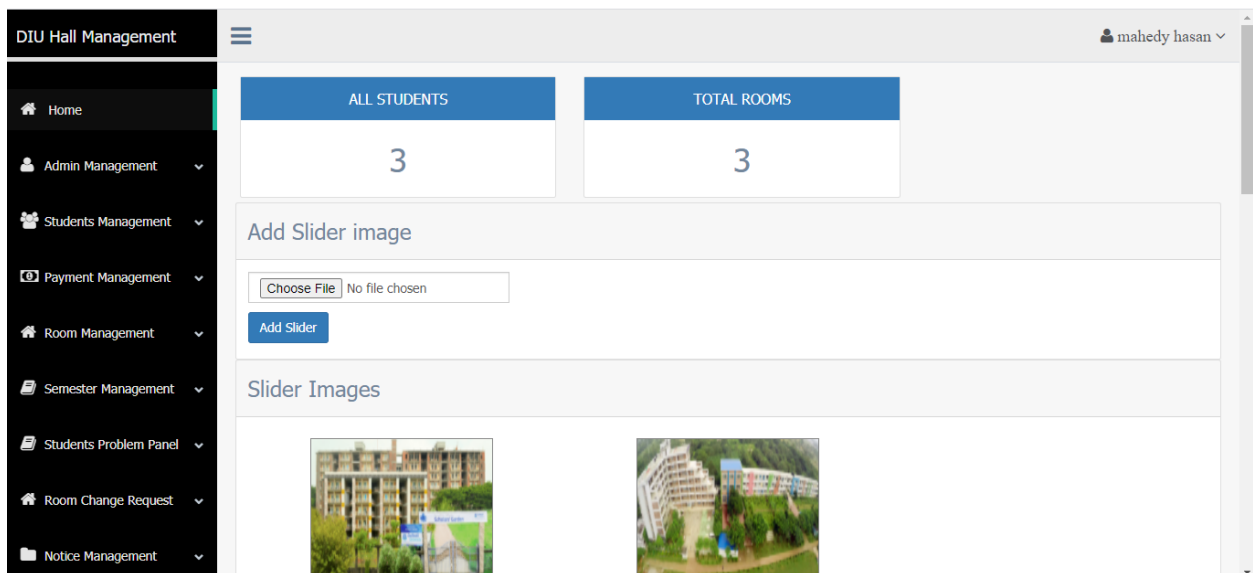 DIU Hall Management
mahedy hasan
Home
Admin Management
Students Management
Payment Management
Room Management
Semester Management
Students Problem Panel
Room Change Request
Notice Management
ALL STUDENTS
3
TOTAL ROOMS
3
Add Slider image
Choose File No file chosen
Add Slider
Slider Images